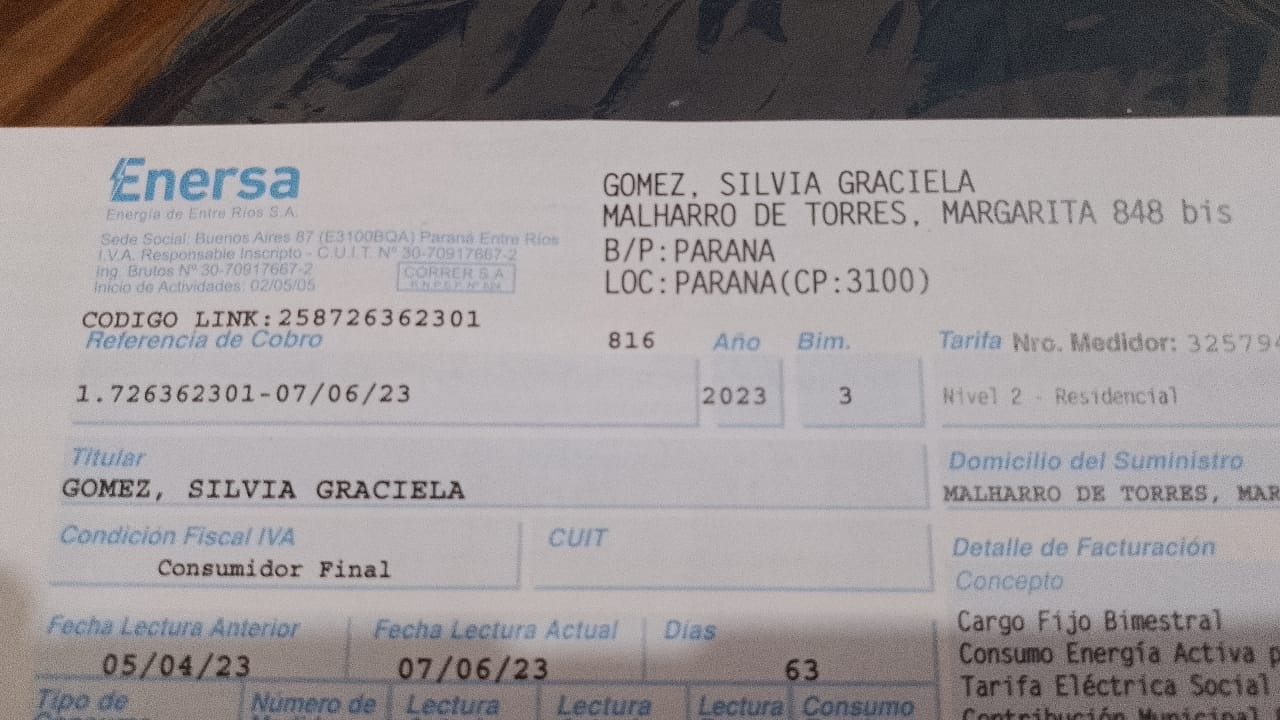 Enersa
Energía de Entre Ríos S.A.
Sede Social: Buenos Aires 87 (E3100BQA) Paraná Entre Ríos
I.V.A. Responsable Inscripto - C.U.I.T. Nº 30-70917667-2
Ing. Brutos Nº 30-70917667-2
Inicio de Actividades: 02/05/05
CORRER S.A
GOMEZ, SILVIA GRACIELA
MALHARRO DE TORRES, MARGARITA 848 bis
B/P:PARANA
LOC:PARANA(CP:3100)
CODIGO LINK:258726362301
Referencia de Cobro 816 Año Bim. Tarifa Nro. Medidor: 32579
1.726362301-07/06/23 2023 3 Nivel 2 - Residencial
Titular Domicilio del Suministro
GOMEZ, SILVIA GRACIELA MALHARRO DE TORRES, MAR
Condición Fiscal IVA CUIT Detalle de Facturación
Consumidor Final Concepto
Fecha Lectura Anterior Fecha Lectura Actual Días Cargo Fijo Bimestral
05/04/23 07/06/23 63 Consumo Energía Activa p
Tarifa Eléctrica Social
Tipo de Número de Lectura Lectura Lectura Consumo Contribución Municipal